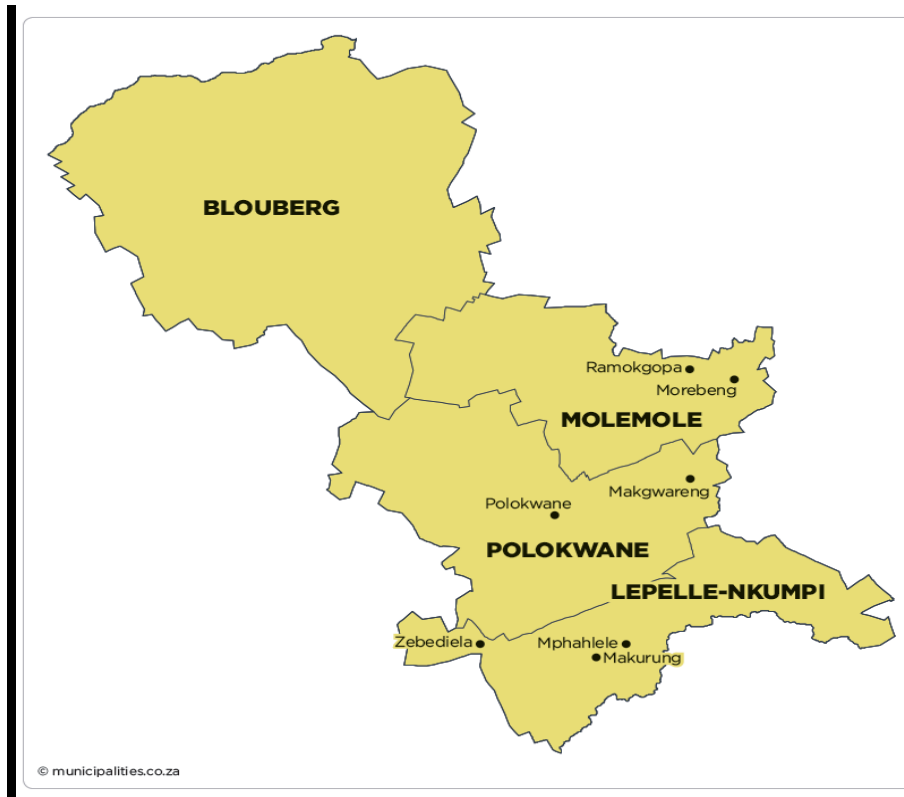 BLOUBERG
Ramokgopa
Morebeng
MOLEMOLE
Makgwareng
Polokwane
POLOKWANE
LEPELLE-NKUMPI
Zebediela
Mphahlele
Makurung
© municipalities.co.za